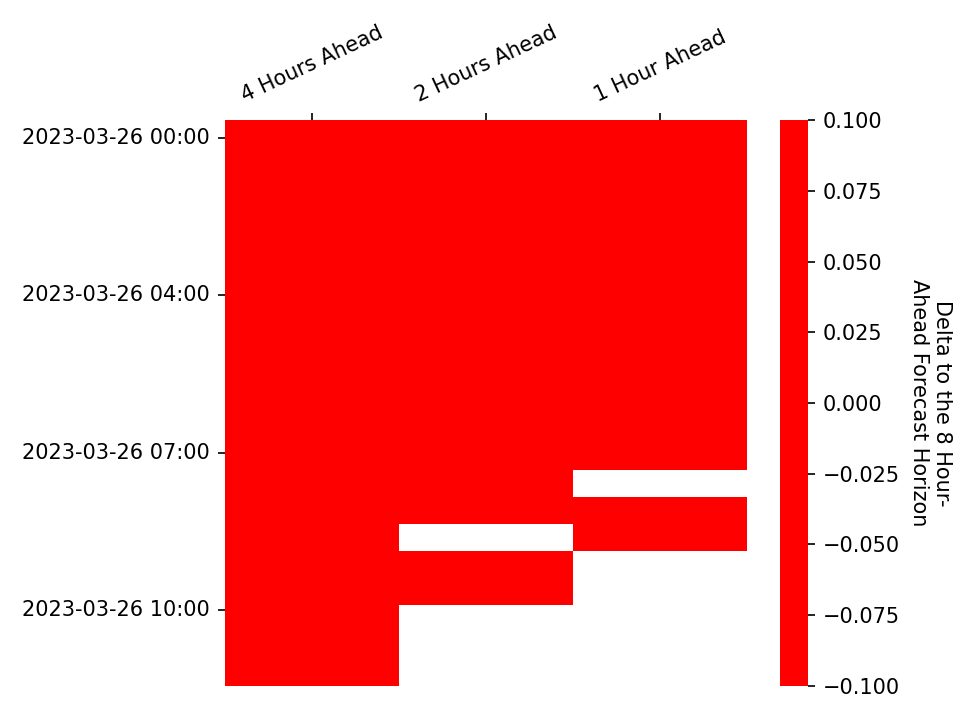 4 Hours Ahead
2 Hours Ahead
1 Hour Ahead
2023-03-26 00:00
2023-03-26 04:00
2023-03-26 07:00
2023-03-26 10:00
0.100
0.075
0.050
0.025
0.000
−0.025
−0.050
−0.075
−0.100
Delta to the 8 Hour-
Ahead Forecast Horizon